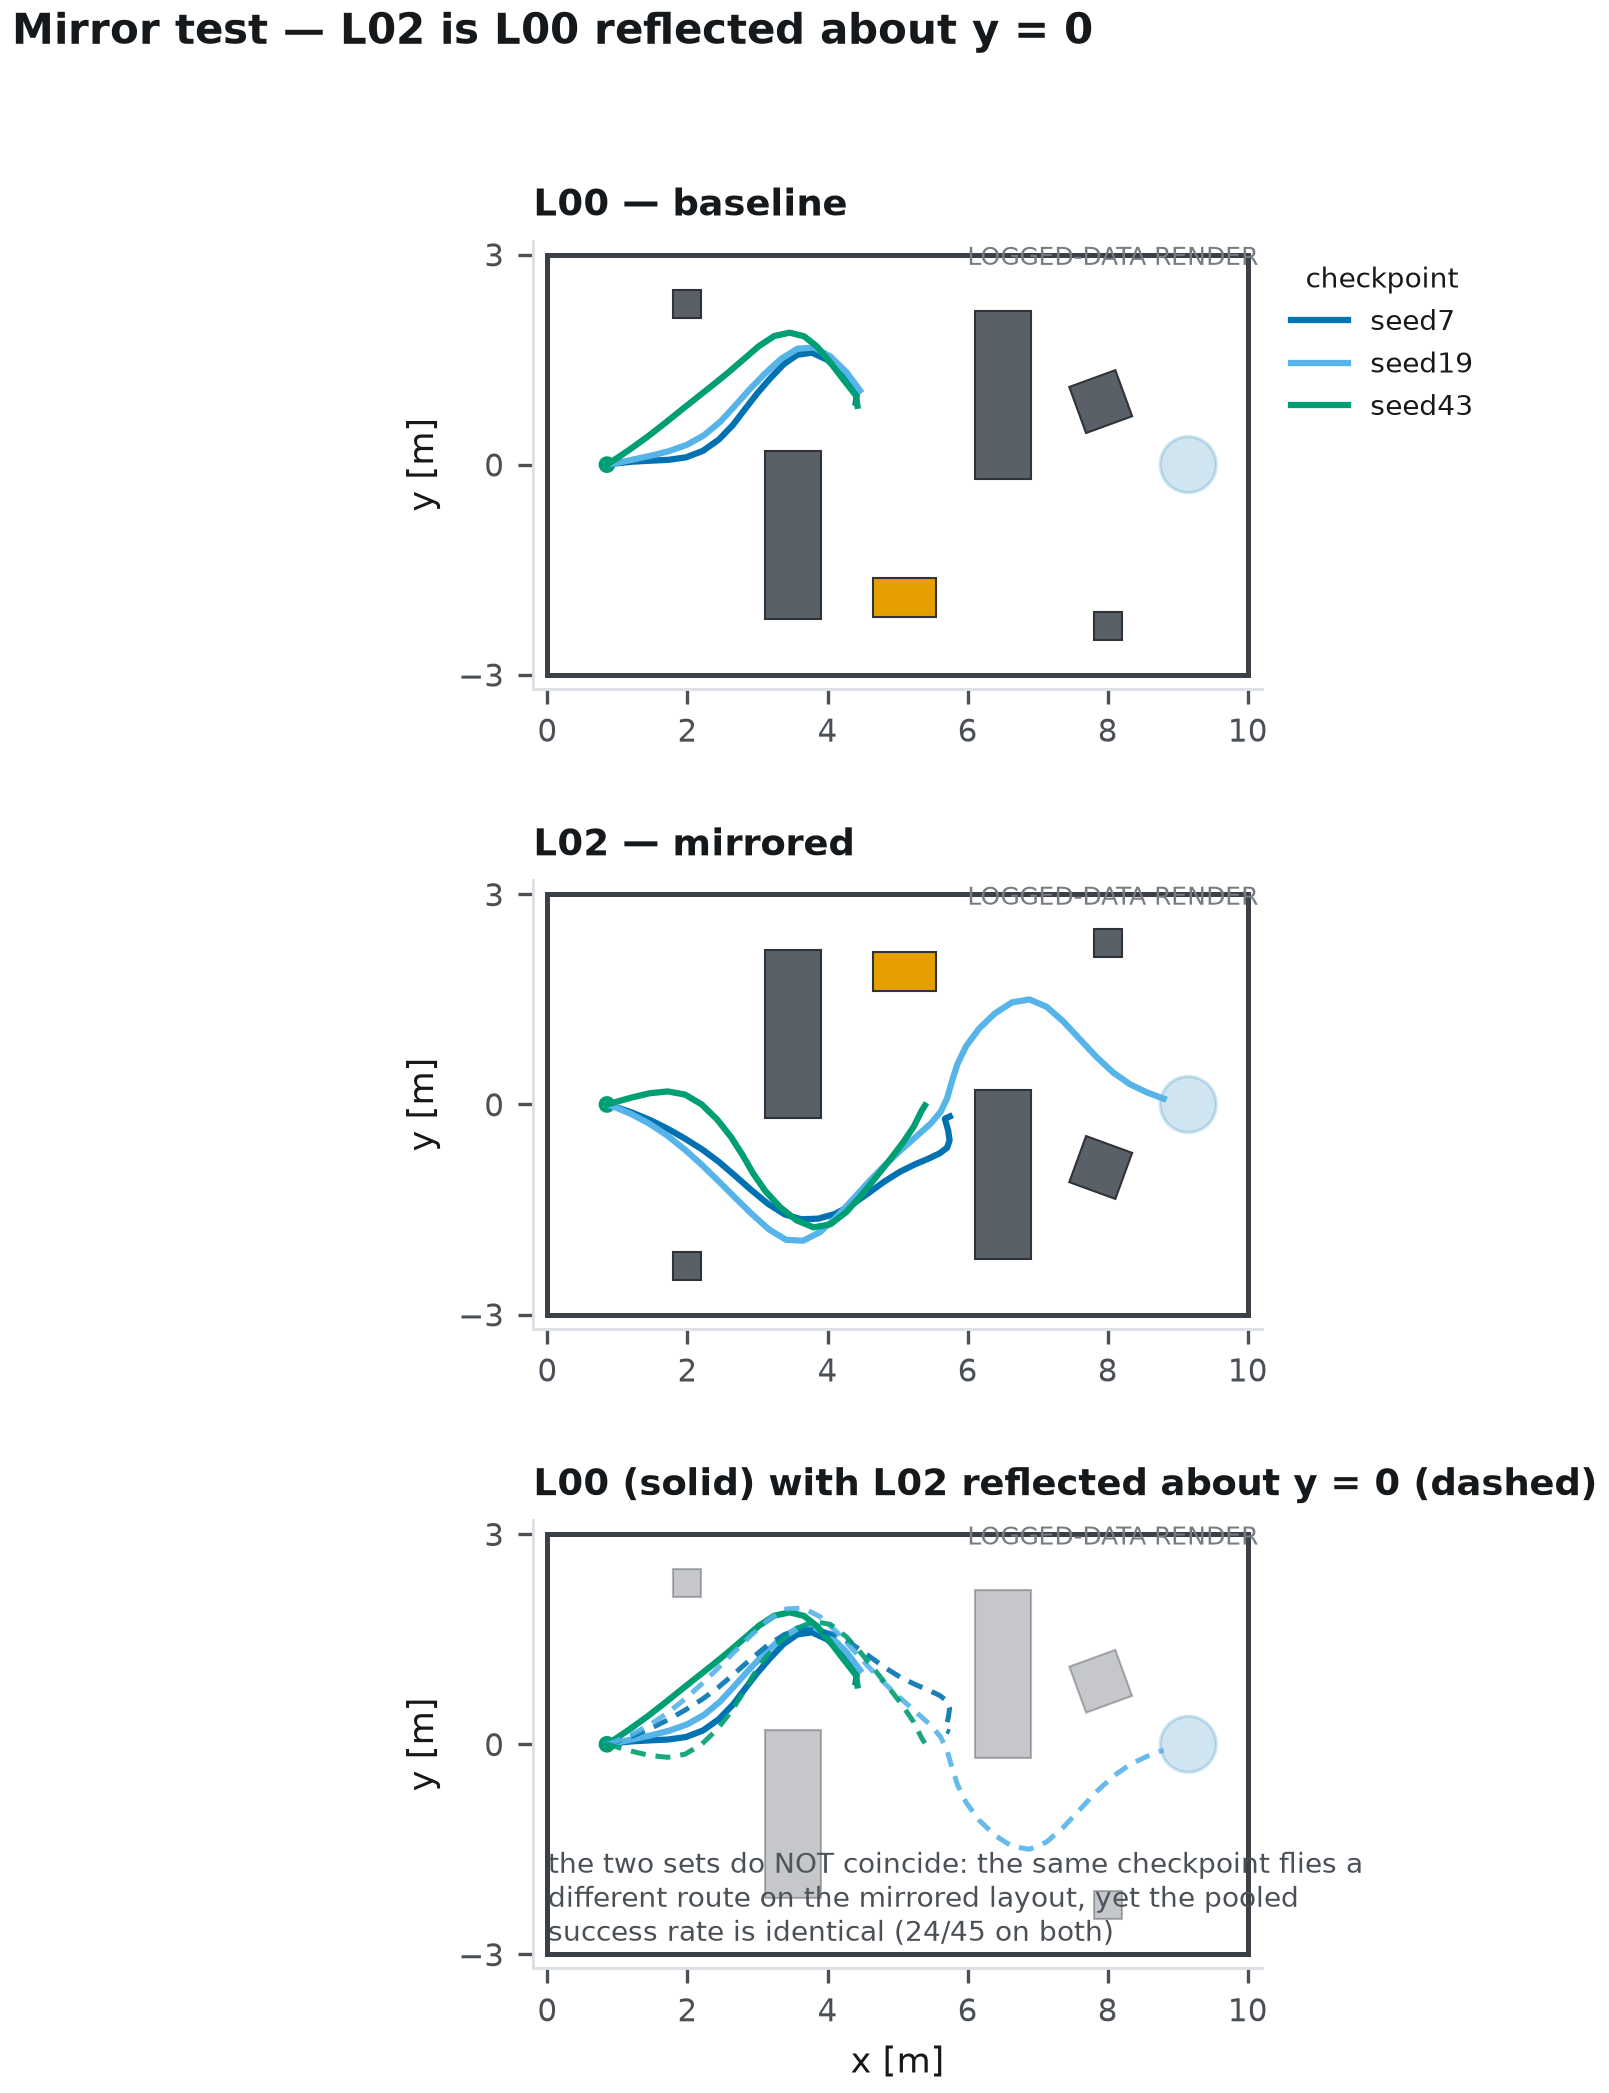 Mirror test — L02 is L00 reflected about y = 0
L00 — baseline
LOGGED-DATA RENDER
checkpoint
seed7
seed19
seed43
3
0
−3
y [m]
0 2 4 6 8 10
L02 — mirrored
LOGGED-DATA RENDER
3
0
−3
y [m]
0 2 4 6 8 10
L00 (solid) with L02 reflected about y = 0 (dashed)
LOGGED-DATA RENDER
3
0
−3
y [m]
the two sets do NOT coincide: the same checkpoint flies a
different route on the mirrored layout, yet the pooled
success rate is identical (24/45 on both)
0 2 4 6 8 10
x [m]